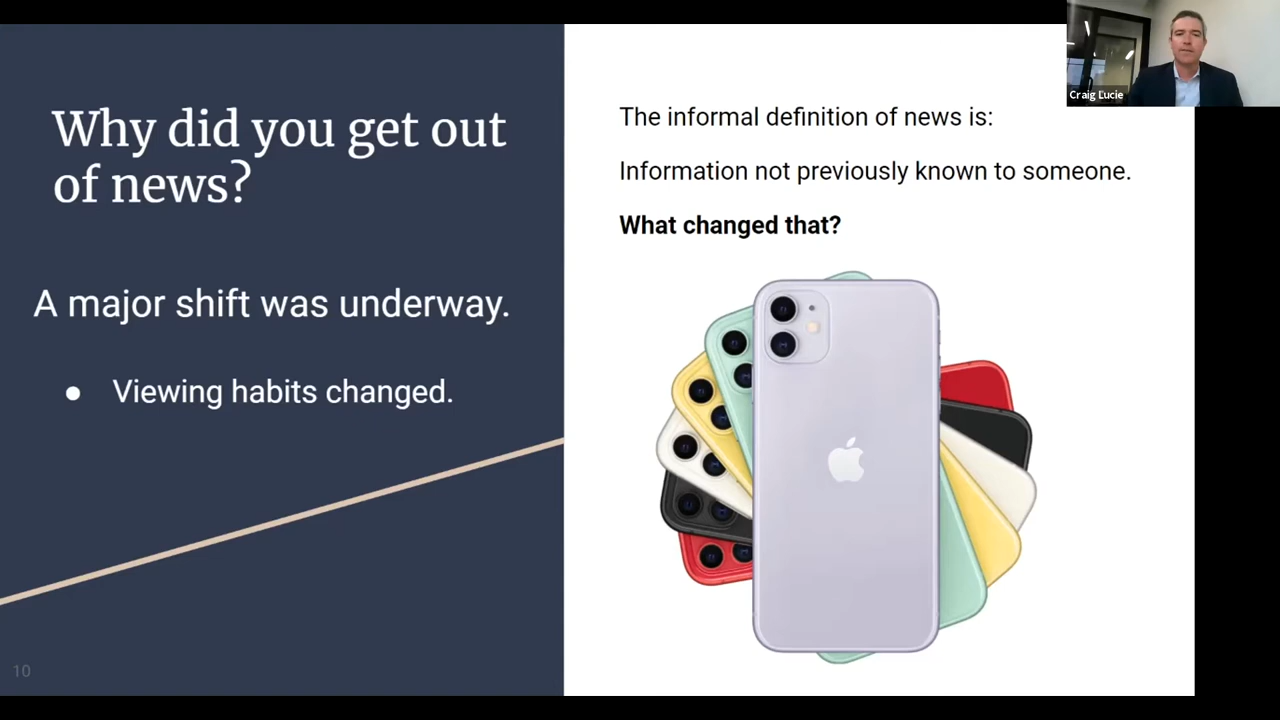 Why did you get out
of news?
A major shift was underway.
● Viewing habits changed.
10
The informal definition of news is:
Information not previously known to someone.
What changed that?
Craig Lucie